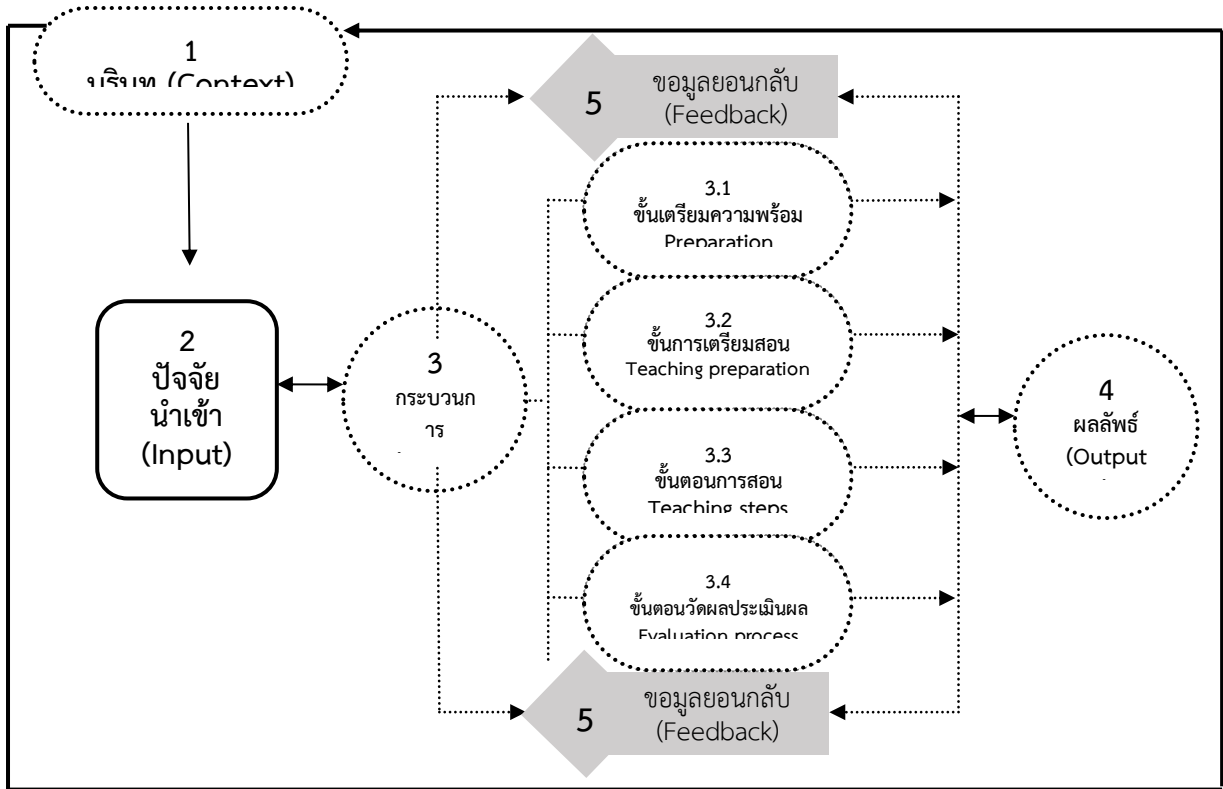 1
บริบท (Context)
5
ขอมูลยอนกลับ
(Feedback)
3.1
ขั้นเตรียมความพร้อม
Preparation
2
ปัจจัย
นำเข้า
(Input)
3
กระบวนก
าร
3.2
ขั้นการเตรียมสอน
Teaching preparation
4
ผลลัพธ์
(Output
3.3
ขั้นตอนการสอน
Teaching steps
3.4
ขั้นตอนวัดผลประเมินผล
Evaluation process
5
ขอมูลยอนกลับ
(Feedback)